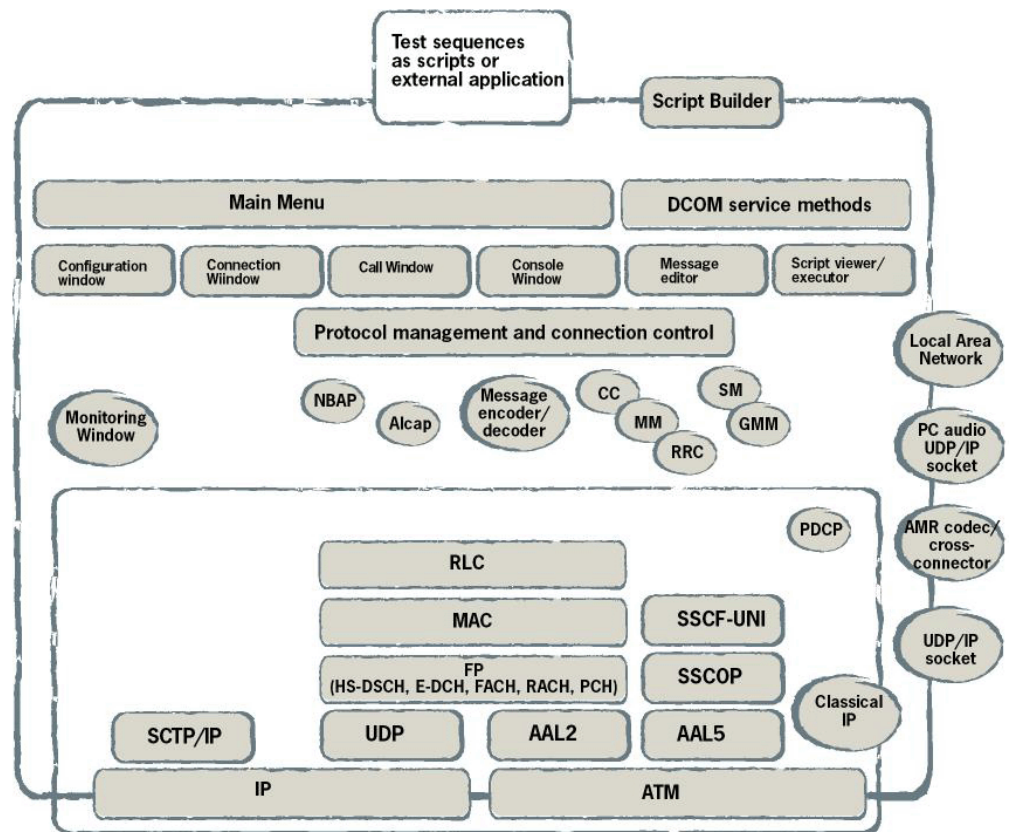 Test sequences
as scripts or
external application
Script Builder
Main Menu
DCOM service methods
Configuration
window
Connection
Wiindow
Call Window
Console
Window
Message
editor
Script viewer/
executor
Protocol management and connection control
Local Area
Network
Monitoring
Window
NBAP
Alcap
Message
encoder/
decoder
CC
MM
RRC
SM
GMM
PC audio
UDP/IP
socket
PDCP
AMR codec/
cross-
connector
RLC
MAC
SSCF-UNI
UDP/IP
socket
FP
(HS-DSCH, E-DCH, FACH, RACH, PCH)
SSCOP
Classical
IP
SCTP/IP
UDP
AAL2
AAL5
IP
ATM